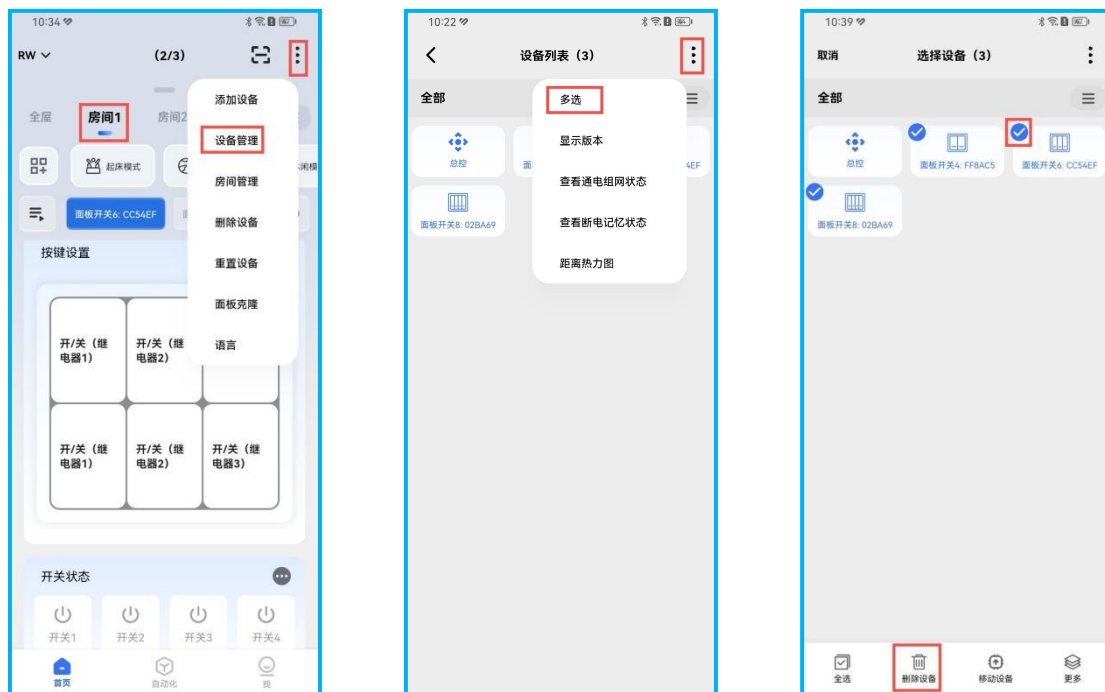 10:34
RW
(2/3)
全屋
房间1
房间2
添加设备
设备管理
房间管理
删除设备
重置设备
面板克隆
语言
起床模式
闲模
面板开关6: CC54EF
按键设置
开/关（继
电器1）
开/关（继
电器2）
开/关（继
电器1）
开/关（继
电器2）
开/关（继
电器3）
开关状态
开关1
开关2
开关3
开关4
首页
自动化
我
10:22
设备列表（3）
全部
多选
显示版本
查看通电组网状态
查看断电记忆状态
距离热力图
总控
面
4EF
面板开关8: 02BA69
10:39
取消
选择设备（3）
全部
总控
面板开关4: FF8AC5
面板开关6: CC54EF
面板开关8: 02BA69
全选
删除设备
移动设备
更多